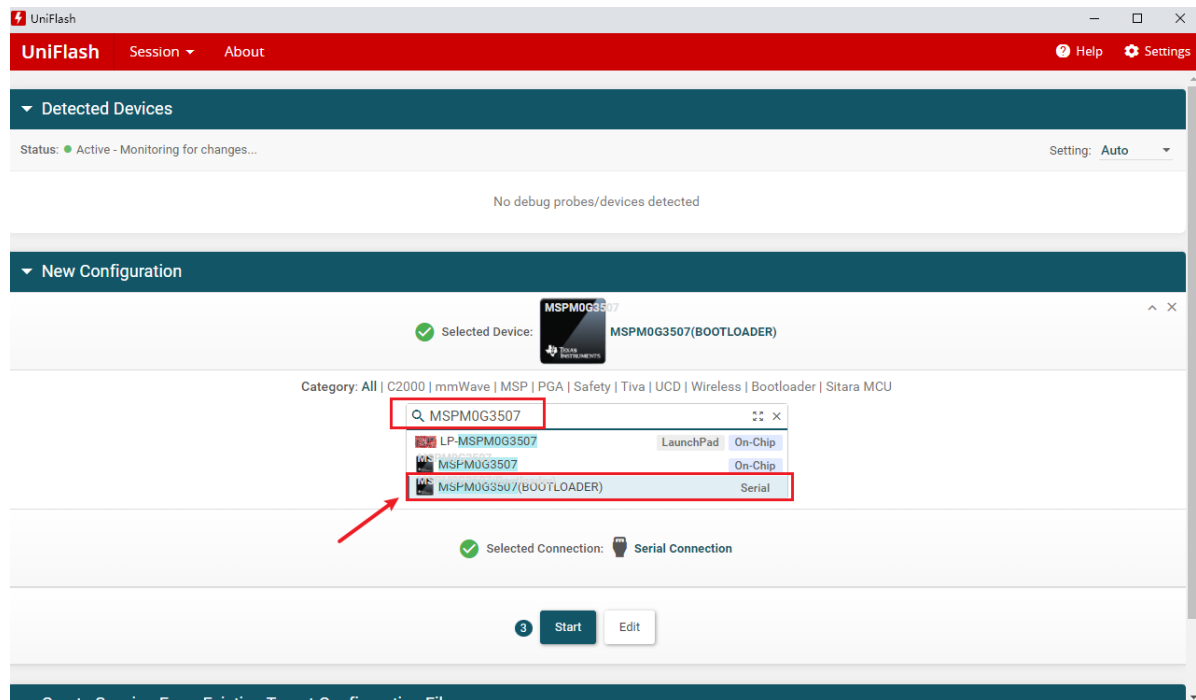 UniFlash
UniFlash Session About Help Settings
Detected Devices
Status: Active - Monitoring for changes... Setting: Auto
No debug probes/devices detected
New Configuration
MSPM0G3507
Selected Device: MSPM0G3507(BOOTLOADER)
TEXAS
INSTRUMENTS
Category: All | C2000 | mmWave | MSP | PGA | Safety | Tiva | UCD | Wireless | Bootloader | Sitara MCU
MSPM0G3507
LP-MSPM0G3507 LaunchPad On-Chip
MSPM0G3507 On-Chip
MSPM0G3507(BOOTLOADER) Serial
Selected Connection: Serial Connection
3 Start Edit